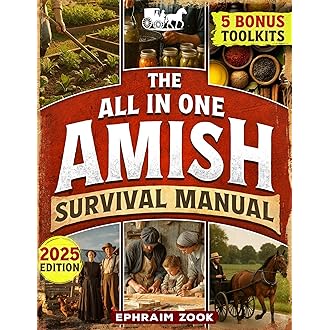 5 BONUS
TOOLKITS
THE
ALL IN ONE
AMISH
SURVIVAL MANUAL
2025
EDITION
EPHRAIM ZOOK